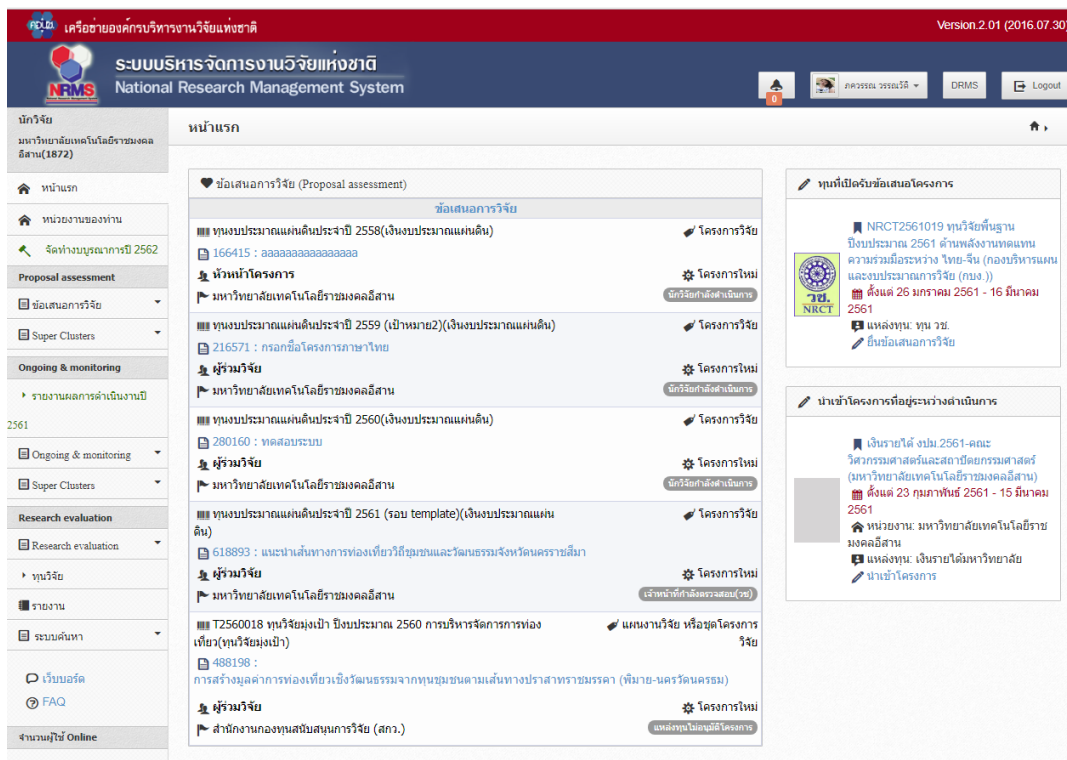 เครือข่ายองค์กรบริหารงานวิจัยแห่งชาติ
Version.2.01 (2016.07.30)
ระบบบริหารจัดการงานวิจัยแห่งชาติ
NRMS
National Research Management System
0
ภควรรณ วรรณวัติ
DRMS
Logout
นักวิจัย
มหาวิทยาลัยเทคโนโลยีราชมงคล
อีสาน(1872)
หน้าแรก
หน้าแรก
หน่วยงานของท่าน
จัดทำงบบูรณาการปี 2562
Proposal assessment
ข้อเสนอการวิจัย
Super Clusters
Ongoing & monitoring
รายงานผลการดำเนินงานปี
2561
Ongoing & monitoring
Super Clusters
Research evaluation
Research evaluation
ทุนวิจัย
รายงาน
ระบบค้นหา
เว็บบอร์ด
FAQ
จำนวนผู้ใช้ Online
ข้อเสนอการวิจัย (Proposal assessment)
ข้อเสนอการวิจัย
ทุนงบประมาณแผ่นดินประจำปี 2558(เงินงบประมาณแผ่นดิน)
โครงการวิจัย
166415 : aaaaaaaaaaaaaaaaa
หัวหน้าโครงการ
โครงการใหม่
มหาวิทยาลัยเทคโนโลยีราชมงคลอีสาน
นักวิจัยกำลังดำเนินการ
ทุนงบประมาณแผ่นดินประจำปี 2559 (เป้าหมาย2)(เงินงบประมาณแผ่นดิน)
โครงการวิจัย
216571 : กรอกชื่อโครงการภาษาไทย
ผู้ร่วมวิจัย
โครงการใหม่
มหาวิทยาลัยเทคโนโลยีราชมงคลอีสาน
นักวิจัยกำลังดำเนินการ
ทุนงบประมาณแผ่นดินประจำปี 2560(เงินงบประมาณแผ่นดิน)
โครงการวิจัย
280160 : ทดสอบระบบ
ผู้ร่วมวิจัย
โครงการใหม่
มหาวิทยาลัยเทคโนโลยีราชมงคลอีสาน
นักวิจัยกำลังดำเนินการ
ทุนงบประมาณแผ่นดินประจำปี 2561 (รอบ template)(เงินงบประมาณแผ่น
ดิน)
โครงการวิจัย
618893 : แนะนำเส้นทางการท่องเที่ยววิถีชุมชนและวัฒนธรรมจังหวัดนครราชสีมา
ผู้ร่วมวิจัย
โครงการใหม่
มหาวิทยาลัยเทคโนโลยีราชมงคลอีสาน
เจ้าหน้าที่กำลังตรวจสอบ(วช)
T2560018 ทุนวิจัยมุ่งเป้า ปีงบประมาณ 2560 การบริหารจัดการการท่อง
เที่ยว(ทุนวิจัยมุ่งเป้า)
แผนงานวิจัย หรือชุดโครงการ
วิจัย
488198 :
การสร้างมูลค่าการท่องเที่ยวเชิงวัฒนธรรมจากทุนชุมชนตามเส้นทางปราสาทราชมรรคา (พิมาย-นครวัดนครธม)
ผู้ร่วมวิจัย
โครงการใหม่
สำนักงานกองทุนสนับสนุนการวิจัย (สกว.)
แหล่งทุนไม่อนุมัติโครงการ
ทุนที่เปิดรับข้อเสนอโครงการ
วช.
NRCT
NRCT2561019 ทุนวิจัยพื้นฐาน
ปีงบประมาณ 2561 ด้านพลังงานทดแทน
ความร่วมมือระหว่าง ไทย-จีน (กองบริหารแผน
และงบประมาณการวิจัย (กบง.))
ตั้งแต่ 26 มกราคม 2561 - 16 มีนาคม
2561
แหล่งทุน: ทุน วช.
ยื่นข้อเสนอการวิจัย
นำเข้าโครงการที่อยู่ระหว่างดำเนินการ
เงินรายได้ งปม.2561-คณะ
วิศวกรรมศาสตร์และสถาปัตยกรรมศาสตร์
(มหาวิทยาลัยเทคโนโลยีราชมงคลอีสาน)
ตั้งแต่ 23 กุมภาพันธ์ 2561 - 15 มีนาคม
2561
หน่วยงาน: มหาวิทยาลัยเทคโนโลยีราช
มงคลอีสาน
แหล่งทุน: เงินรายได้มหาวิทยาลัย
นำเข้าโครงการ